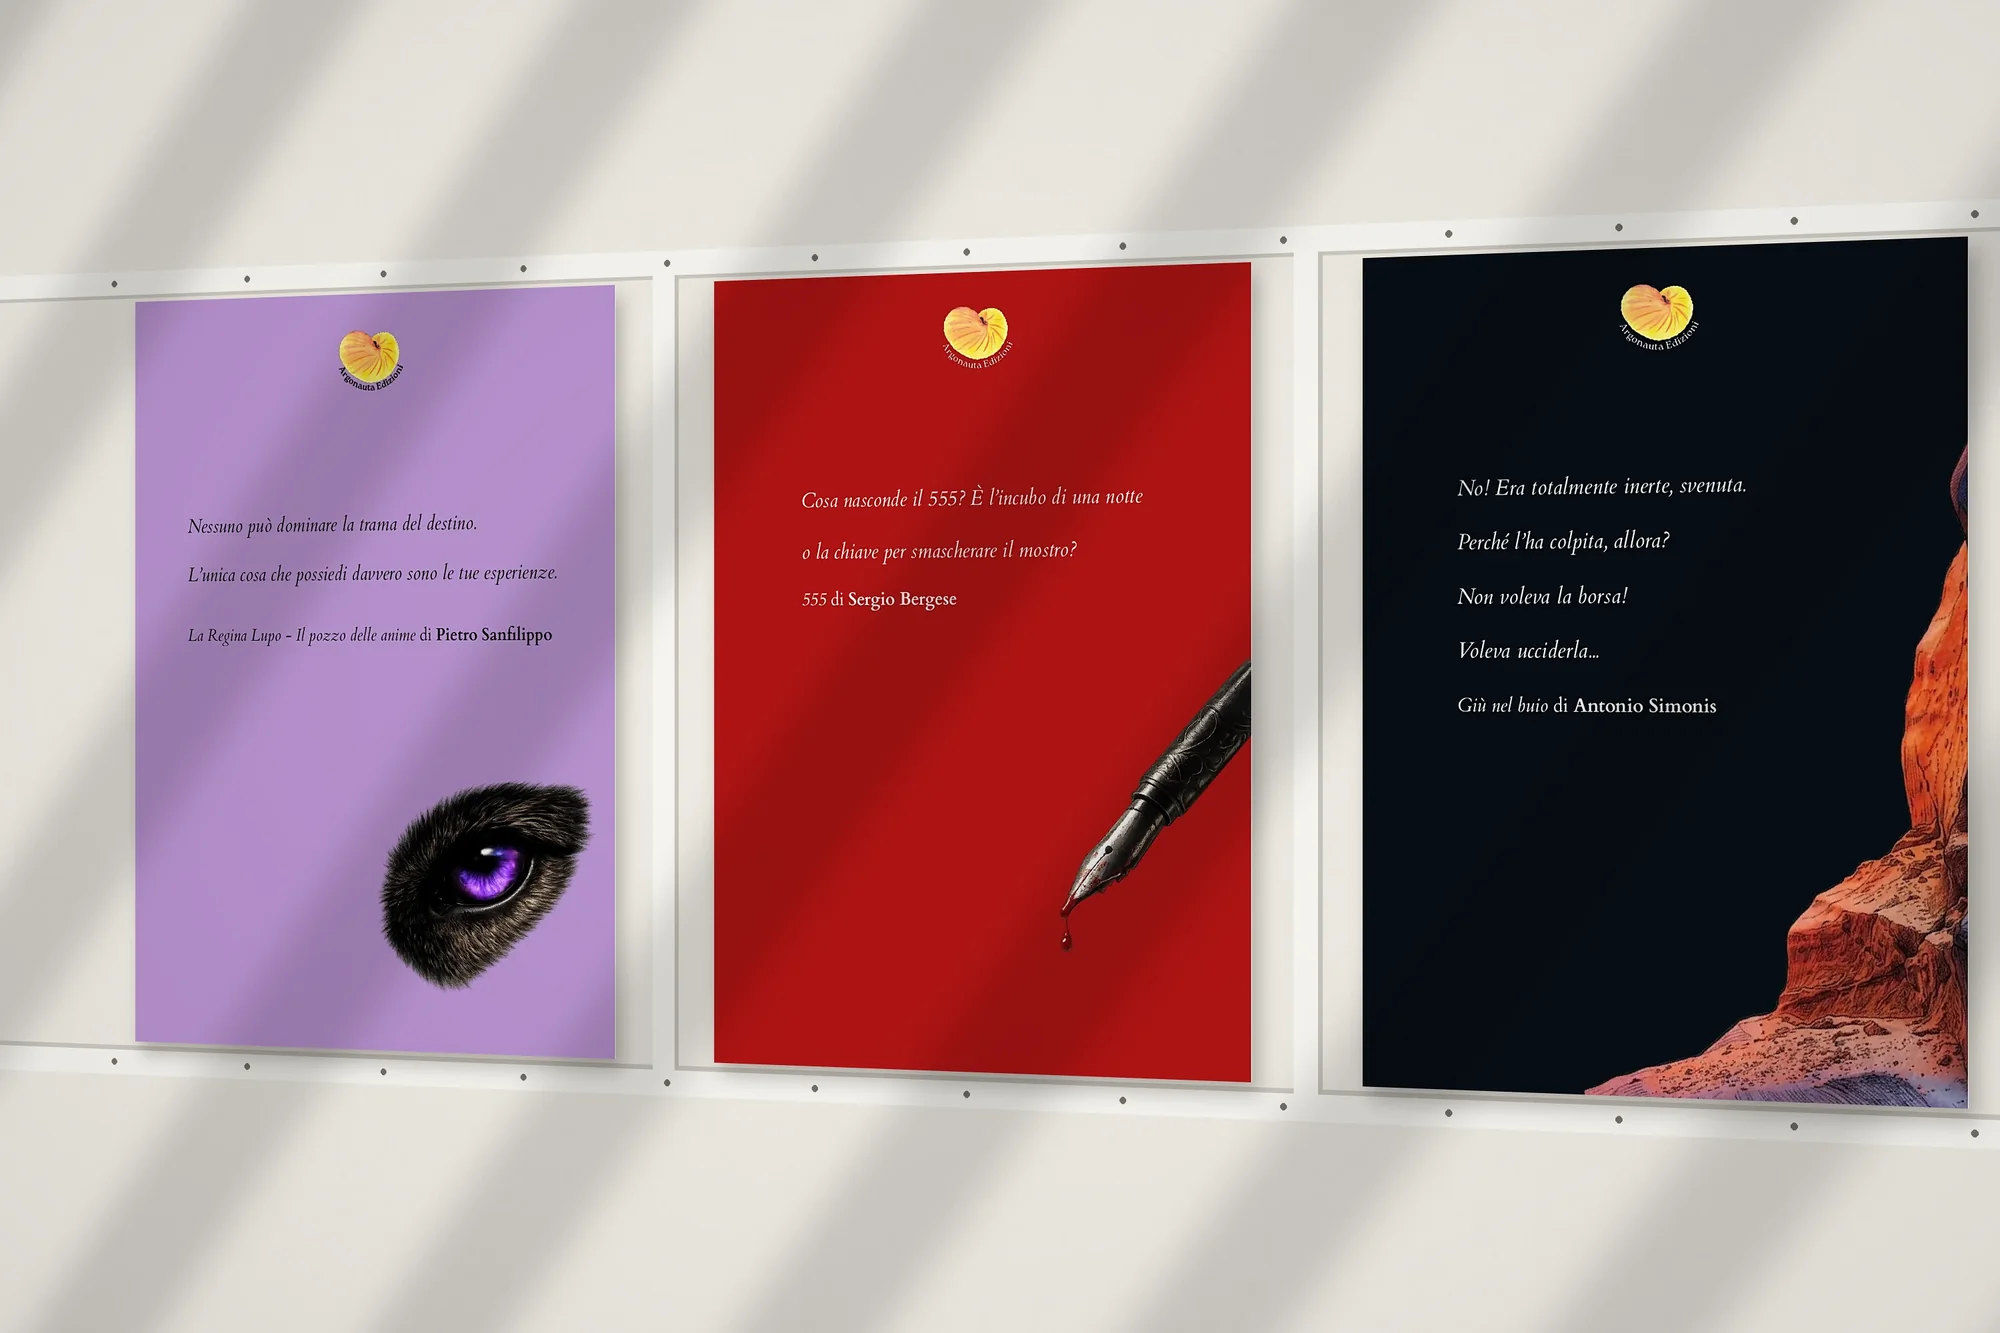 Argonauta Edizioni
Nessuno può dominare la trama del destino.
L'unica cosa che possiedi davvero sono le tue esperienze.
La Regina Lupo - Il pozzo delle anime di Pietro Sanfilippo
Argonauta Edizioni
Cosa nasconde il 555? È l'incubo di una notte
o la chiave per smascherare il mostro?
555 di Sergio Bergese
Argonauta Edizioni
No! Era totalmente inerte, svenuta.
Perché l'ha colpita, allora?
Non voleva la borsa!
Voleva ucciderla...
Giù nel buio di Antonio Simonis